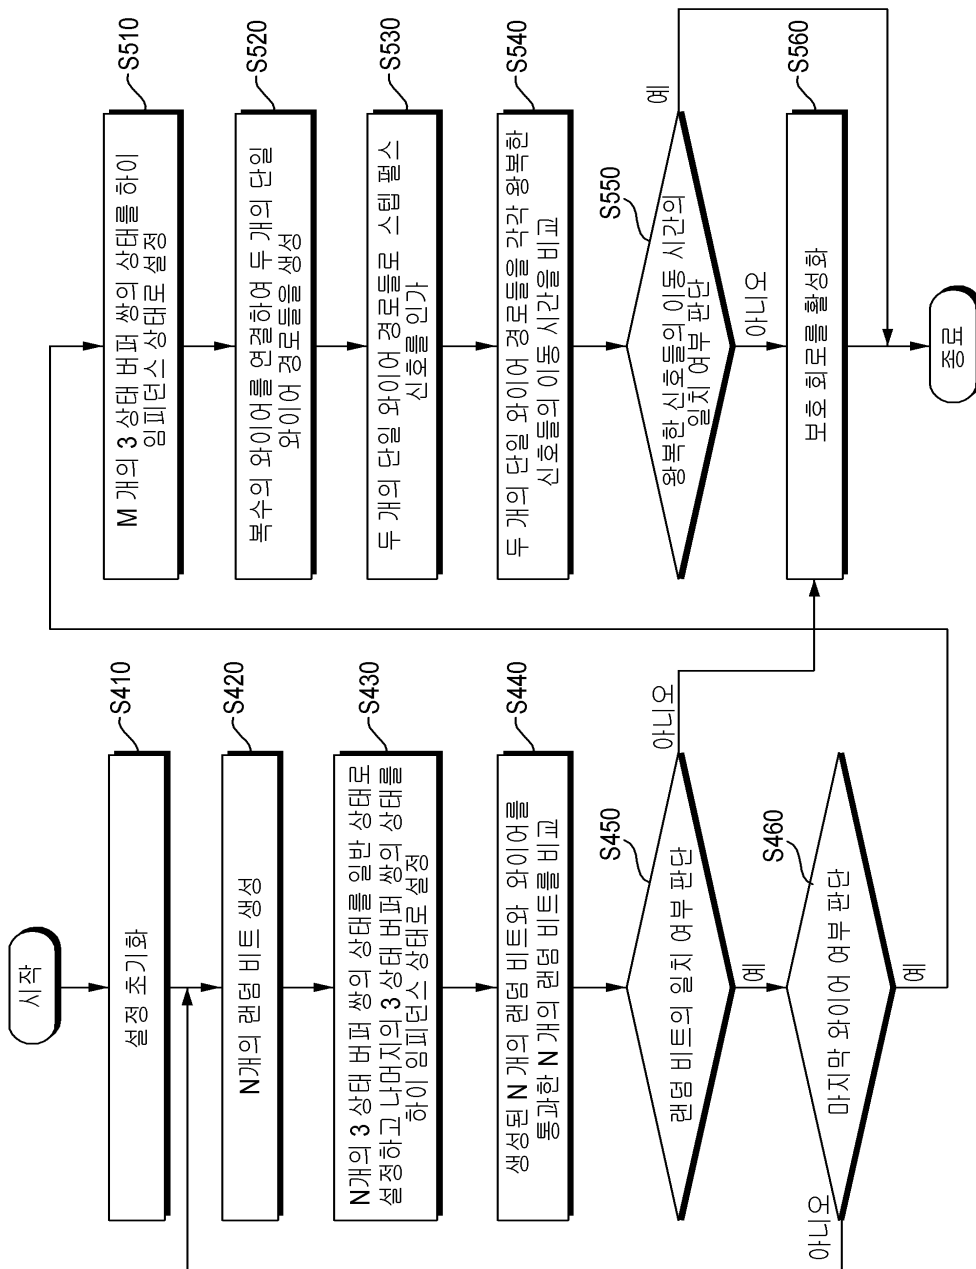 시작
설정 초기화
S410
N개의 랜덤 비트 생성
S420
N개의 3 상태 버퍼 쌍의 상태를 일반 상태로
설정하고 나머지의 3 상태 버퍼 쌍의 상태를
하이 임피던스 상태로 설정
S430
생성된 N 개의 랜덤 비트와 와이어를
통과한 N 개의 랜덤 비트를 비교
S440
랜덤 비트의 일치 여부 판단
S450
아니오
예
마지막 와이어 여부 판단
S460
아니오
예
M 개의 3 상태 버퍼 쌍의 상태를 하이
임피던스 상태로 설정
S510
복수의 와이어를 연결하여 두 개의 단일
와이어 경로들을 생성
S520
두 개의 단일 와이어 경로들로 스텝 펄스
신호를 인가
S530
두 개의 단일 와이어 경로들을 각각 왕복한
신호들의 이동 시간을 비교
S540
왕복한 신호들의 이동 시간의
일치 여부 판단
S550
예
아니오
보호 회로를 활성화
S560
종료